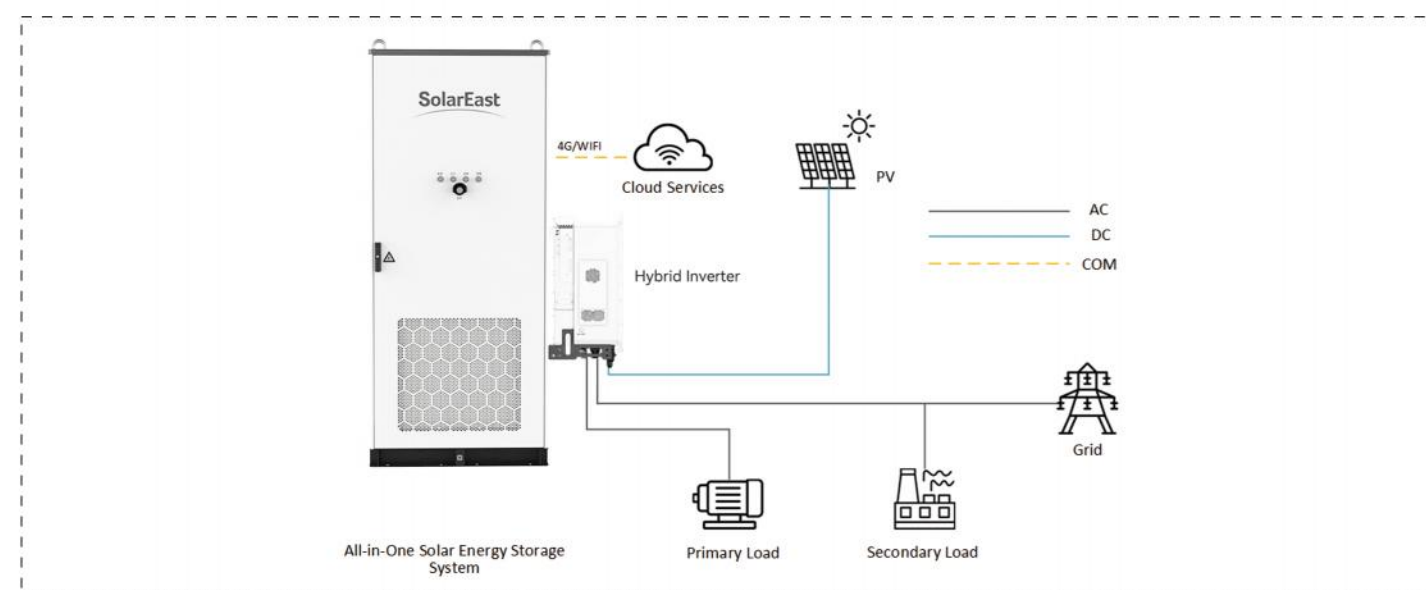 SolarEast
4G/WIFI
Cloud Services
PV
AC
DC
COM
Hybrid Inverter
Grid
Primary Load
Secondary Load
All-in-One Solar Energy Storage
System